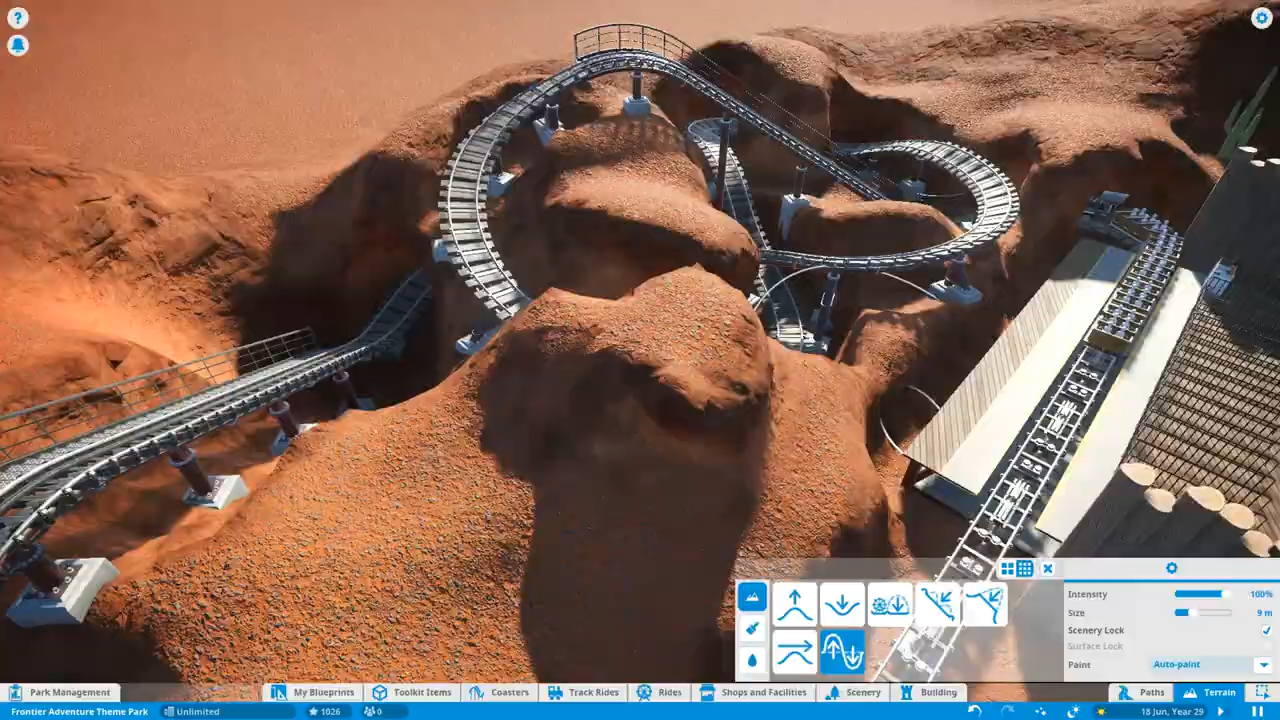 ?
Intensity 100%
Size 9 m
Scenery Lock
Surface Lock
Paint Auto-paint
Park Management My Blueprints Toolkit Items Coasters Track Rides Rides Shops and Facilities Scenery Building Paths Terrain
Frontier Adventure Theme Park Unlimited 1026 0 18 Jun, Year 29